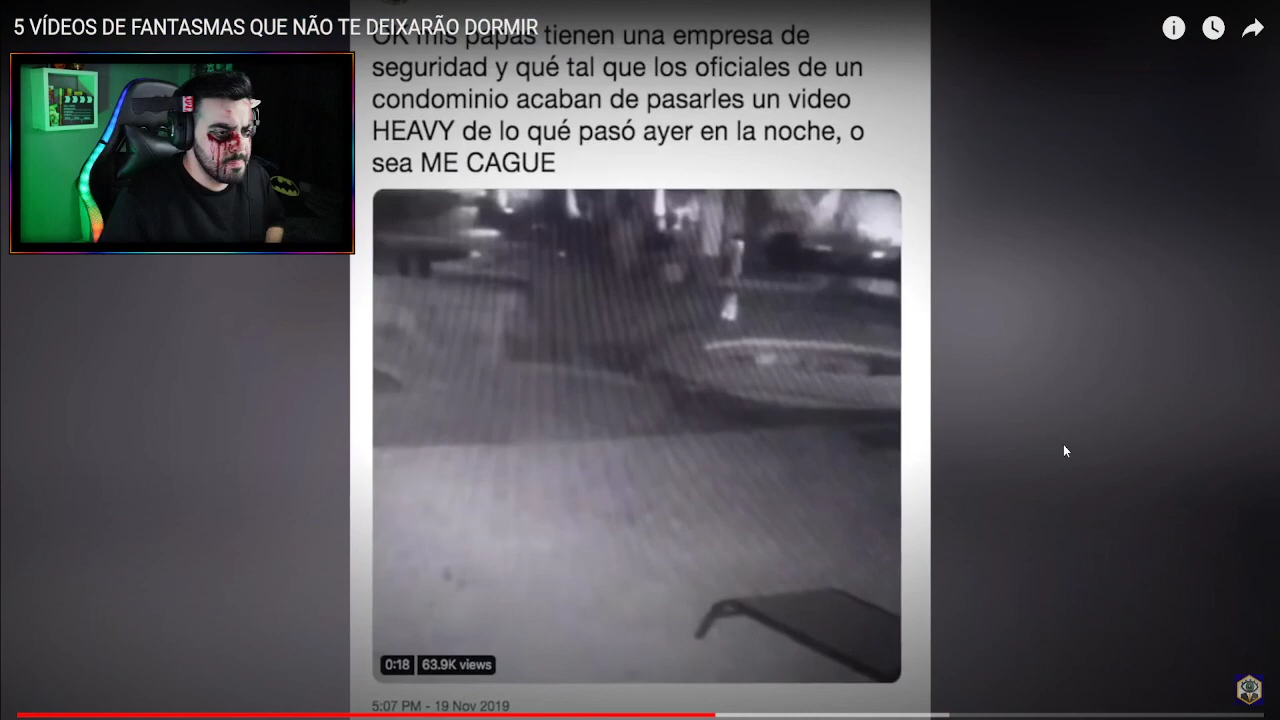 5 VÍDEOS DE FANTASMAS QUE NÃO TE DEIXARÃO DORMIR
OK mis papás tienen una empresa de
seguridad y qué tal que los oficiales de un
condominio acaban de pasarles un video
HEAVY de lo qué pasó ayer en la noche, o
sea ME CAGUE
0:18 63.9K views
5:07 PM - 19 Nov 2019